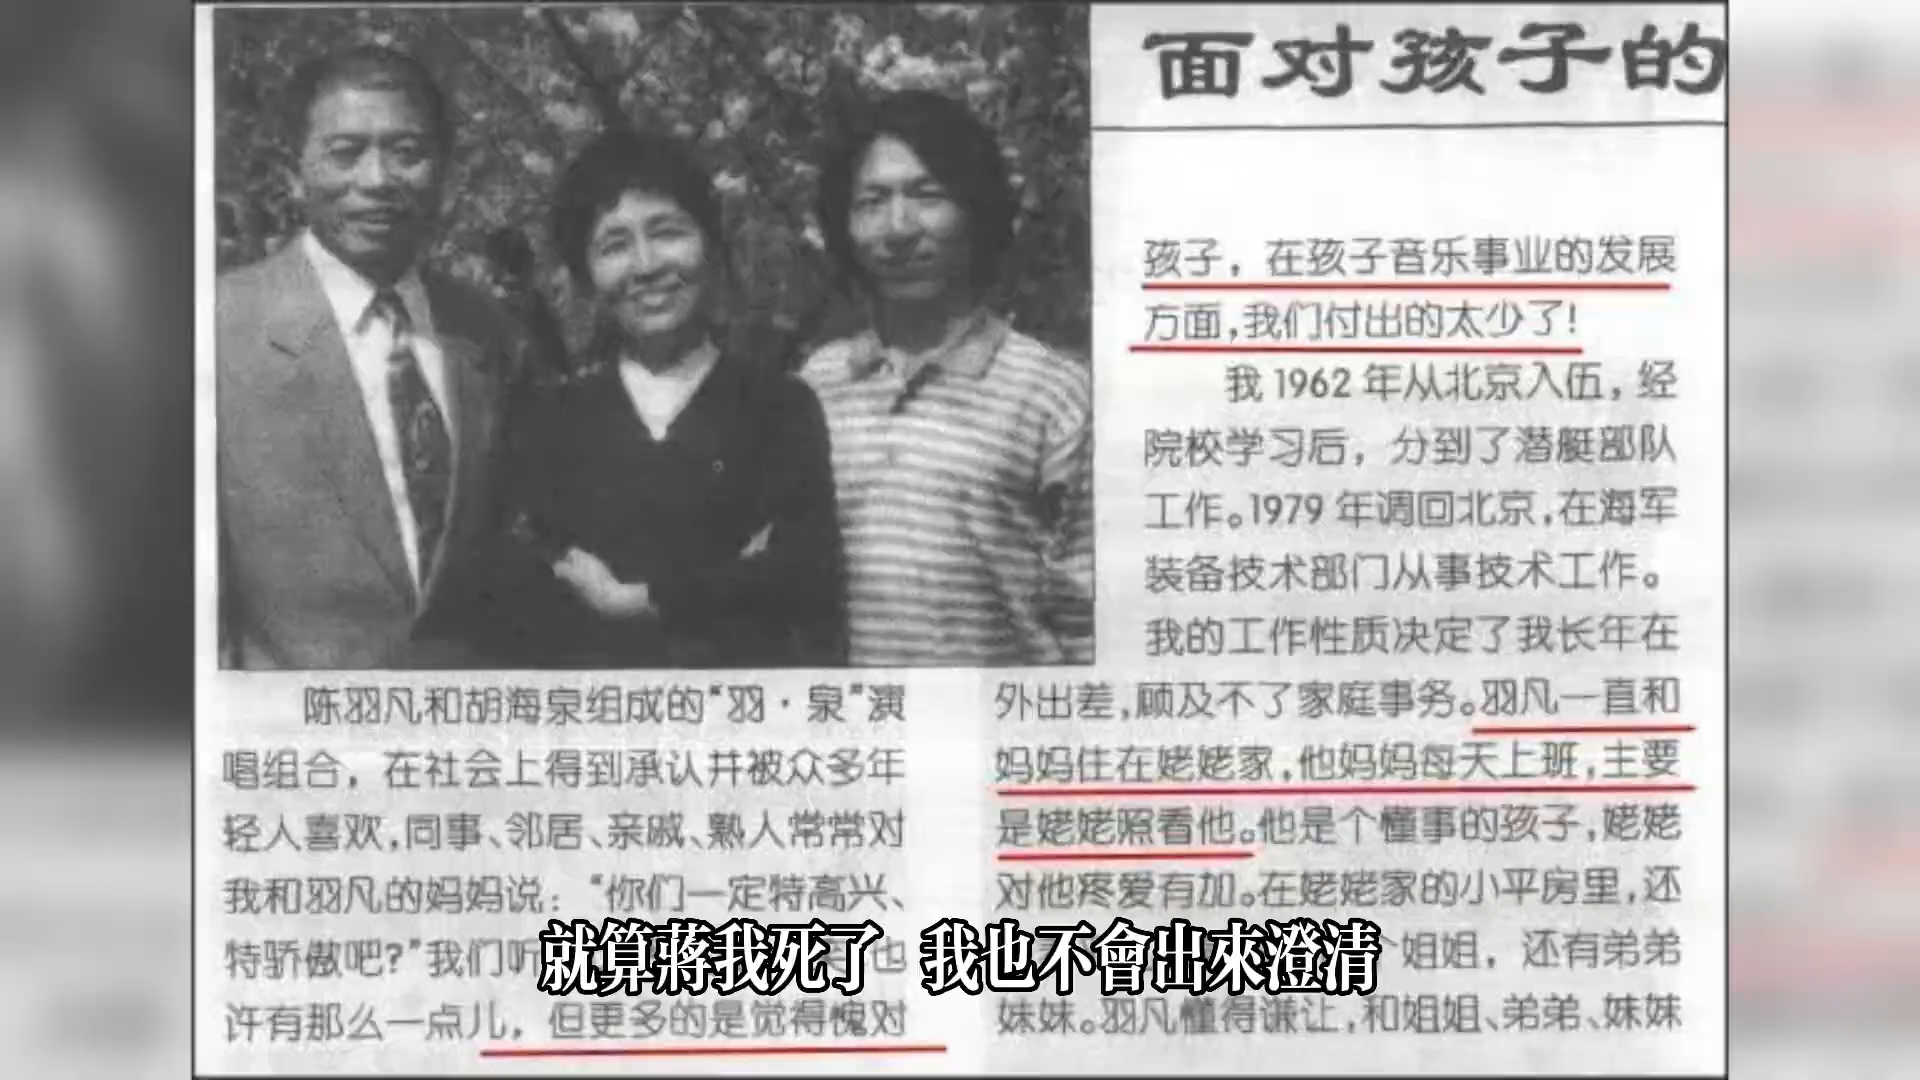 面对孩子的
孩子，在孩子音乐事业的发展
方面，我们付出的太少了！
我1962年从北京入伍，经
院校学习后，分到了潜艇部队
工作。1979年调回北京，在海军
装备技术部门从事技术工作。
我的工作性质决定了我长年在
陈羽凡和胡海泉组成的“羽·泉”演
唱组合，在社会上得到承认并被众多年
轻人喜欢，同事、邻居、亲戚、熟人常常对
我和羽凡的妈妈说：“你们一定特高兴、
特骄傲吧？”我们听 也
许有那么一点儿，但更多的是觉得愧对
外出差，顾及不了家庭事务。羽凡一直和
妈妈住在姥姥家，他妈妈每天上班，主要
是姥姥照看他。他是个懂事的孩子，姥姥
对他疼爱有加。在姥姥家的小平房里，还
个姐姐，还有弟弟
妹妹。羽凡懂得谦让，和姐姐、弟弟、妹妹
就算蔣我死了 我也不會出來澄清